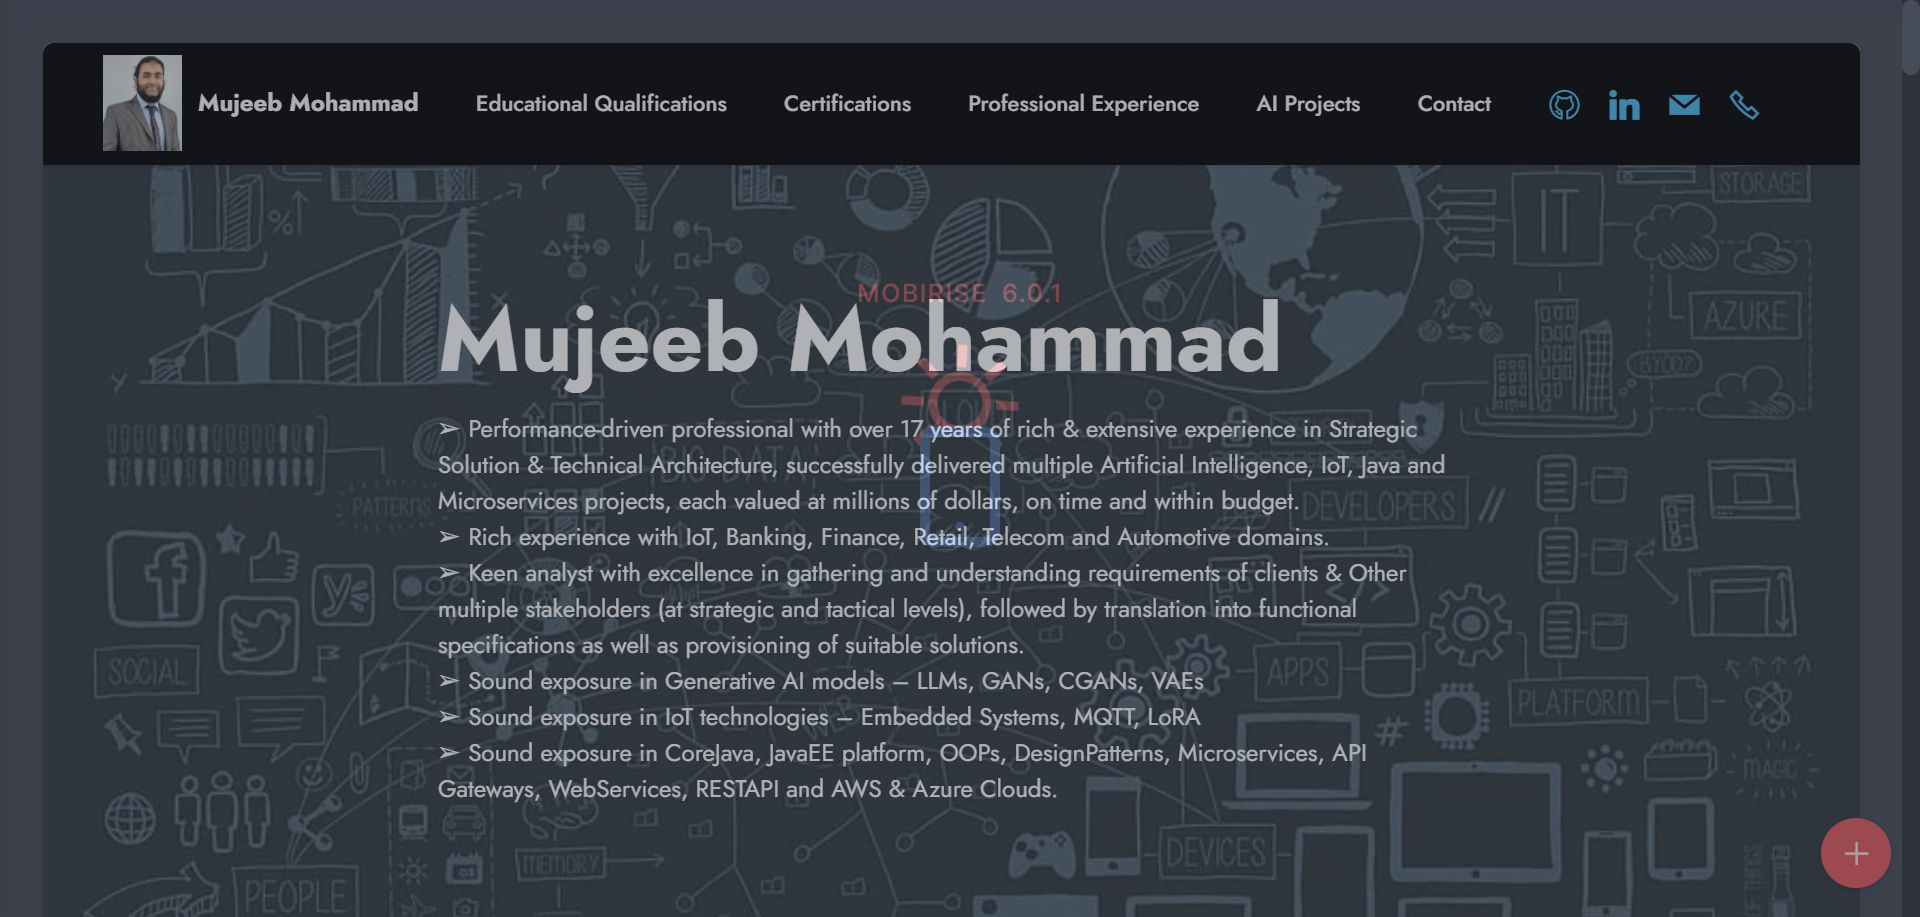 Mujeeb Mohammad
Educational Qualifications
Certifications
Professional Experience
AI Projects
Contact
in
STORAGE
IT
MOBIRISE 6.0.1
Mujeeb Mohammad
AZURE
BYOD?
➢ Performance-driven professional with over 17 years of rich & extensive experience in Strategic
Solution & Technical Architecture, successfully delivered multiple Artificial Intelligence, IoT, Java and
Microservices projects, each valued at millions of dollars, on time and within budget.
➢ Rich experience with IoT, Banking, Finance, Retail, Telecom and Automotive domains.
➢ Keen analyst with excellence in gathering and understanding requirements of clients & Other
multiple stakeholders (at strategic and tactical levels), followed by translation into functional
specifications as well as provisioning of suitable solutions.
➢ Sound exposure in Generative AI models – LLMs, GANs, CGANs, VAEs
➢ Sound exposure in IoT technologies – Embedded Systems, MQTT, LoRA
➢ Sound exposure in CoreJava, JavaEE platform, OOPs, DesignPatterns, Microservices, API
Gateways, WebServices, RESTAPI and AWS & Azure Clouds.
PATTERNS
DEVELOPERS //
SOCIAL
APPS
PLATFORM
#
MAGIC
MEMORY
DEVICES
PEOPLE
THINGS